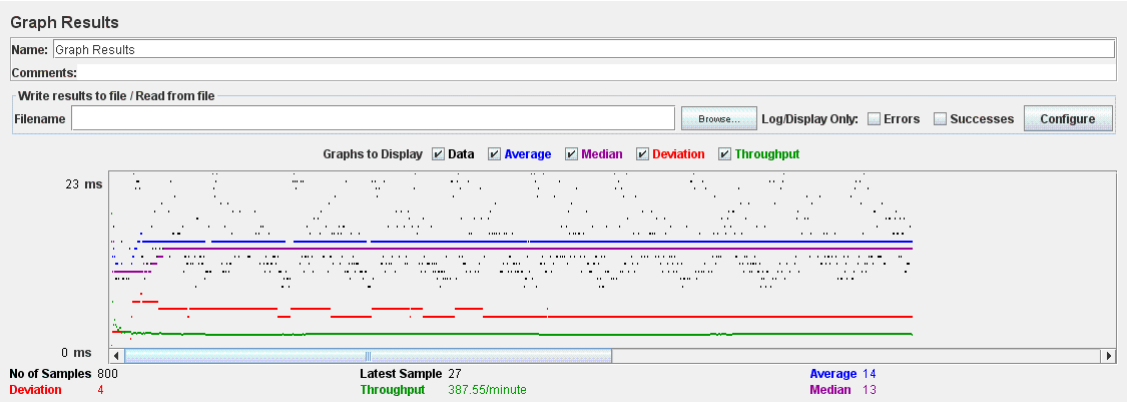 Graph Results
Name: Graph Results
Comments:
Write results to file / Read from file
Filename Browse... Log/Display Only: Errors Successes Configure
Graphs to Display Data Average Median Deviation Throughput
23 ms
0 ms
No of Samples 800 Latest Sample 27 Average 14
Deviation 4 Throughput 387.55/minute Median 13